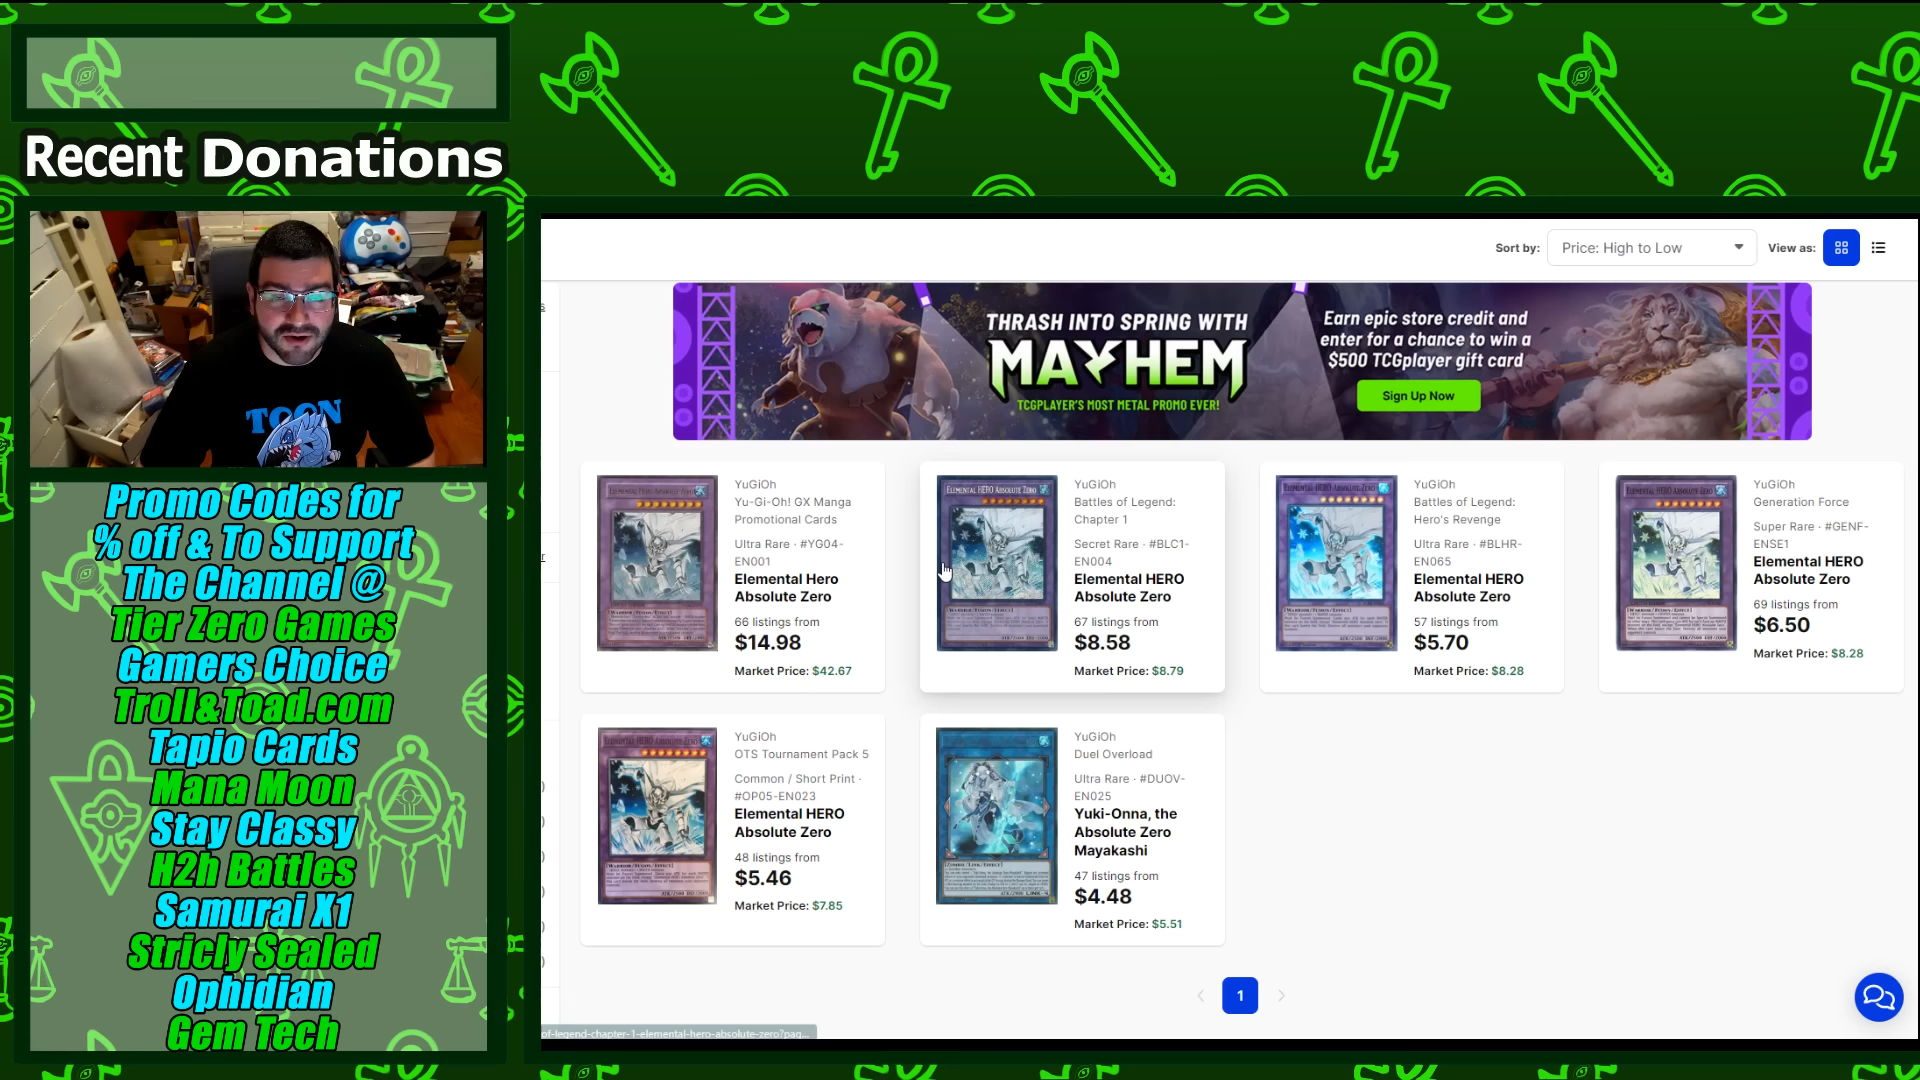 Recent Donations
TOON
Promo Codes for
% off & To Support
The Channel @
Tier Zero Games
Gamers Choice
Troll&Toad.com
Tapio Cards
Mana Moon
Stay Classy
H2h Battles
Samurai X1
Stricly Sealed
Ophidian
Gem Tech
Sort by:
Price: High to Low
View as:
THRASH INTO SPRING WITH
MAYHEM
TCGPLAYER'S MOST METAL PROMO EVER!
Earn epic store credit and
enter for a chance to win a
$500 TCGplayer gift card
Sign Up Now
YuGiOh
Yu-Gi-Oh! GX Manga
Promotional Cards
Ultra Rare · #YG04-
EN001
Elemental Hero
Absolute Zero
66 listings from
$14.98
Market Price: $42.67
YuGiOh
Battles of Legend:
Chapter 1
Secret Rare · #BLC1-
EN004
Elemental HERO
Absolute Zero
67 listings from
$8.58
Market Price: $8.79
YuGiOh
Battles of Legend:
Hero's Revenge
Ultra Rare · #BLHR-
EN065
Elemental HERO
Absolute Zero
57 listings from
$5.70
Market Price: $8.28
YuGiOh
Generation Force
Super Rare · #GENF-
ENSE1
Elemental HERO
Absolute Zero
69 listings from
$6.50
Market Price: $8.28
YuGiOh
OTS Tournament Pack 5
Common / Short Print ·
#OP05-EN023
Elemental HERO
Absolute Zero
48 listings from
$5.46
Market Price: $7.85
YuGiOh
Duel Overload
Ultra Rare · #DUOV-
EN025
Yuki-Onna, the
Absolute Zero
Mayakashi
47 listings from
$4.48
Market Price: $5.51
1
of-legend-chapter-1-elemental-hero-absolute-zero?pag...